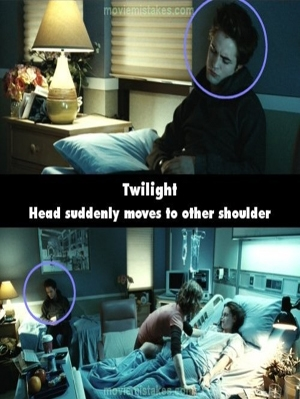 moviemistakes.com
Twilight
Head suddenly moves to other shoulder
moviemistakes.com